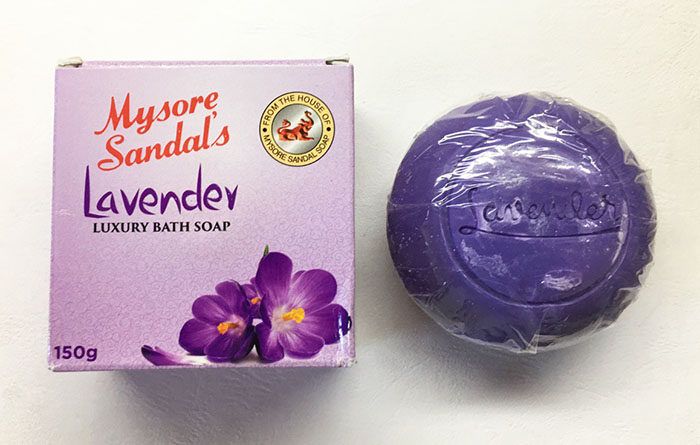 Mysore
Sandal's
Lavender
LUXURY BATH SOAP
FROM THE HOUSE OF
MYSORE SANDAL SOAP
150g
Lavender